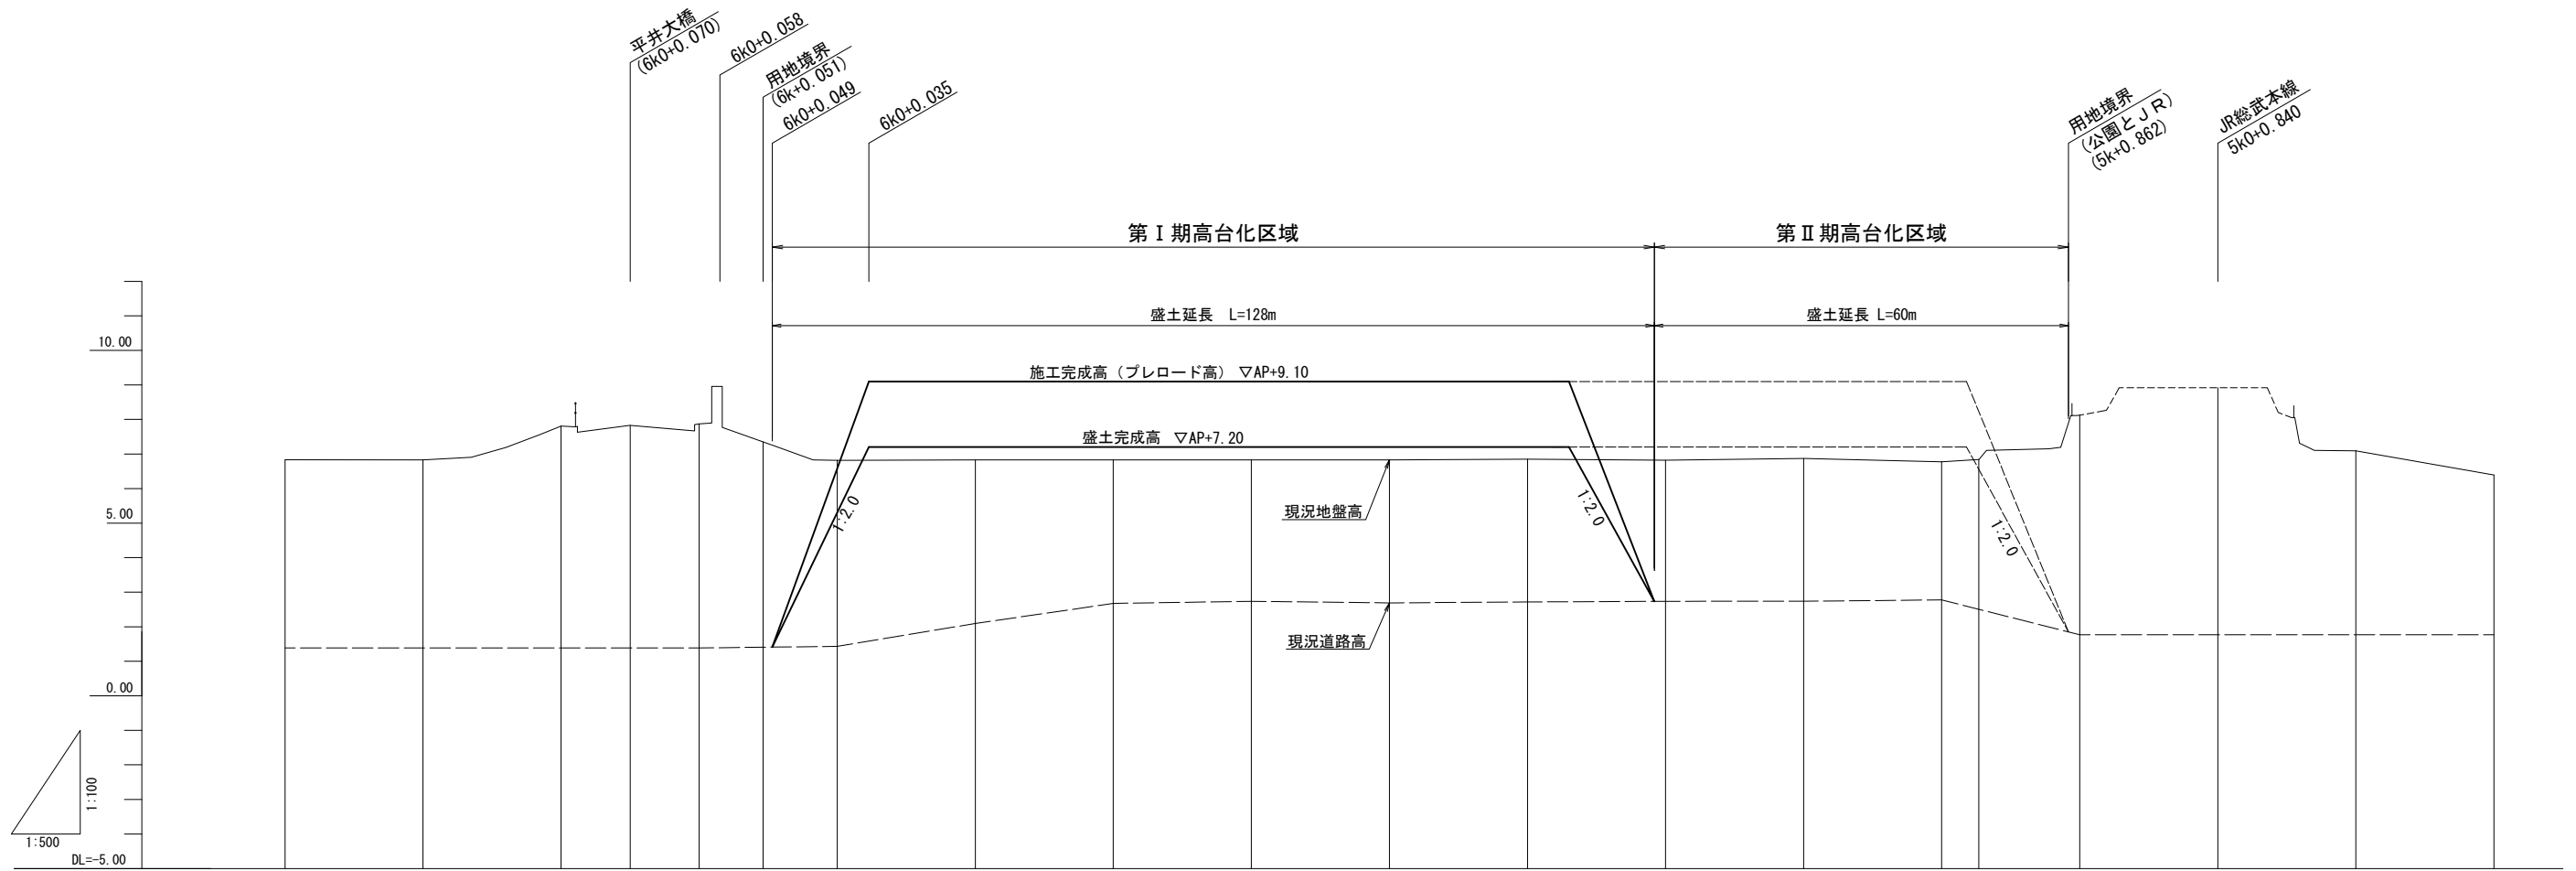 平井大橋
(6k0+0.070)
6k0+0.058
用地境界
(6k+0.051)
6k0+0.049
6k0+0.035
用地境界
(公園とＪＲ)
(5k+0.862)
JR総武本線
5k0+0.840
第Ⅰ期高台化区域
第Ⅱ期高台化区域
盛土延長 L=128m
盛土延長 L=60m
10.00
施工完成高（プレロード高）▽AP+9.10
盛土完成高 ▽AP+7.20
1:2.0
1:2.0
1:2.0
現況地盤高
5.00
現況道路高
0.00
1:100
1:500
DL=-5.00